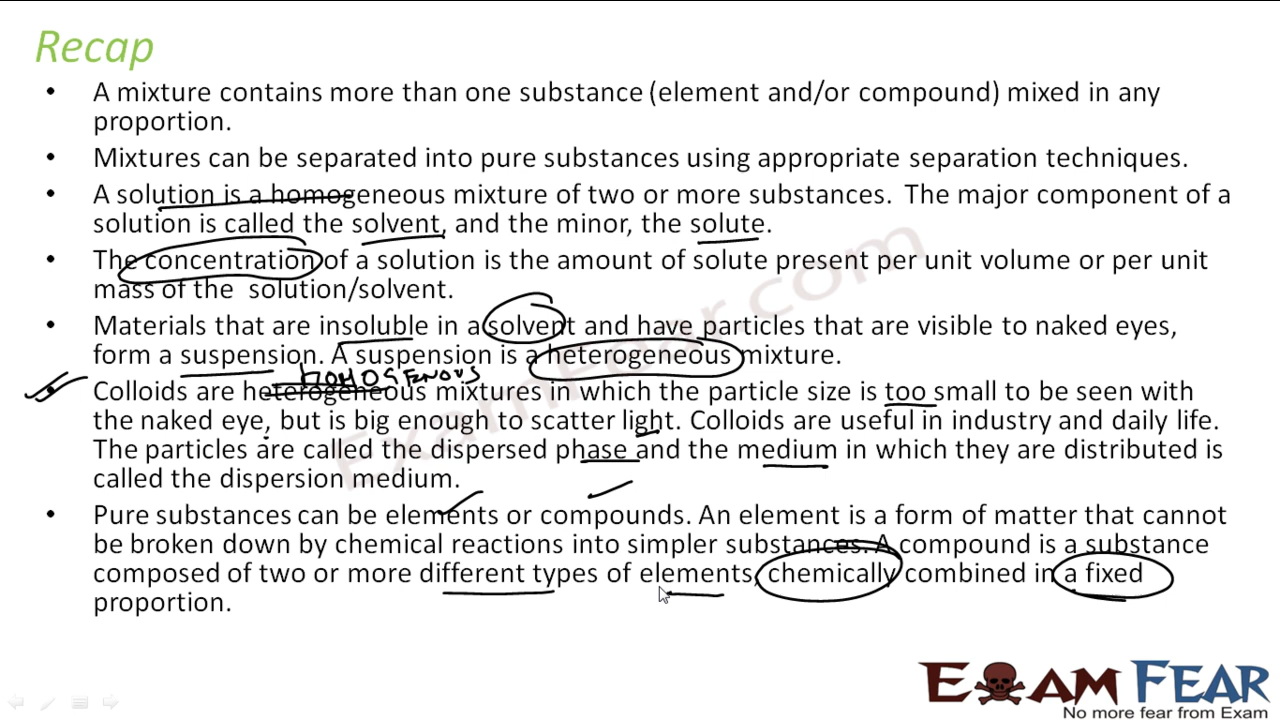 Recap
• A mixture contains more than one substance (element and/or compound) mixed in any
proportion.
• Mixtures can be separated into pure substances using appropriate separation techniques.
• A solution is a homogeneous mixture of two or more substances. The major component of a
solution is called the solvent, and the minor, the solute.
• The concentration of a solution is the amount of solute present per unit volume or per unit
mass of the solution/solvent.
• Materials that are insoluble in a solvent and have particles that are visible to naked eyes,
form a suspension. A suspension is a heterogeneous mixture.
HOMOGENOUS
• Colloids are heterogeneous mixtures in which the particle size is too small to be seen with
the naked eye, but is big enough to scatter light. Colloids are useful in industry and daily life.
The particles are called the dispersed phase and the medium in which they are distributed is
called the dispersion medium.
• Pure substances can be elements or compounds. An element is a form of matter that cannot
be broken down by chemical reactions into simpler substances. A compound is a substance
composed of two or more different types of elements, chemically combined in a fixed
proportion.
ExamFear.com
EXAM FEAR
No more fear from Exam